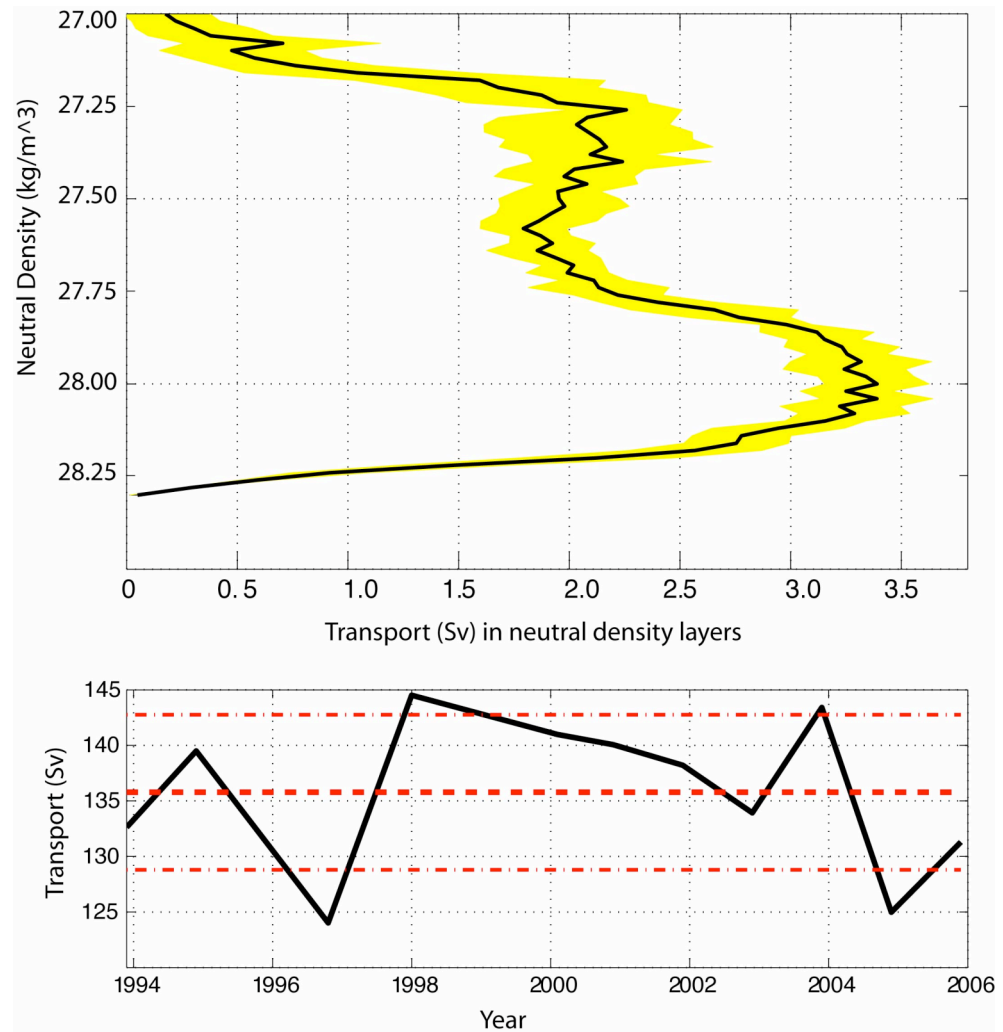 27.00
27.25
27.50
27.75
28.00
28.25
Neutral Density (kg/m^3)
0 0. 5 1.0 1.5 2.0 2.5 3.0 3.5
Transport (Sv) in neutral density layers
145
140
135
130
125
Transport (Sv)
1994 1996 1998 2000 2002 2004 2006
Year